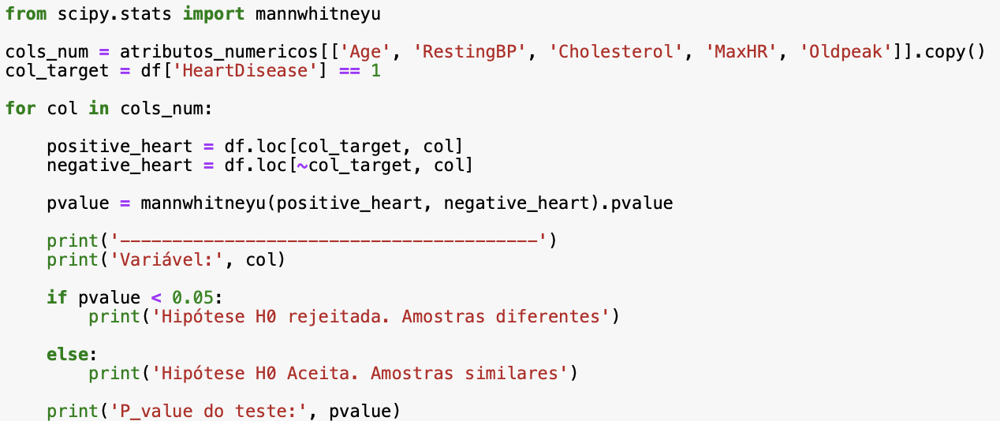 from scipy.stats import mannwhitneyu
cols_num = atributos_numericos[['Age', 'RestingBP', 'Cholesterol', 'MaxHR', 'Oldpeak']].copy()
col_target = df['HeartDisease'] == 1
for col in cols_num:
    positive_heart = df.loc[col_target, col]
    negative_heart = df.loc[~col_target, col]
    pvalue = mannwhitneyu(positive_heart, negative_heart).pvalue
    print('----------------------------------------')
    print('Variável:', col)
    if pvalue < 0.05:
        print('Hipótese H0 rejeitada. Amostras diferentes')
    else:
        print('Hipótese H0 Aceita. Amostras similares')
    print('P_value do teste:', pvalue)